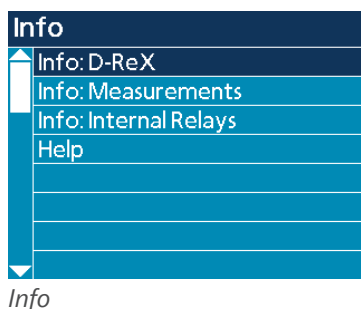 Info
Info: D-ReX
Info: Measurements
Info: Internal Relays
Help
Info